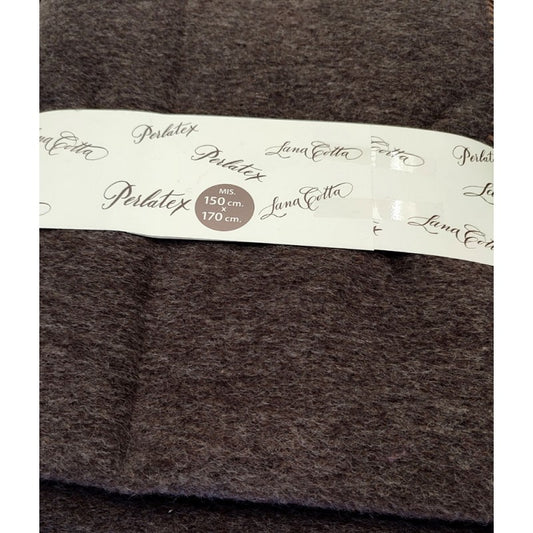 Perlatex
Lana Cotta
Perlatex
Lana Cotta
Perlatex
MIS.
150 cm.
x
170 cm.
Perlatex
Lana Cotta
Lana Cotta